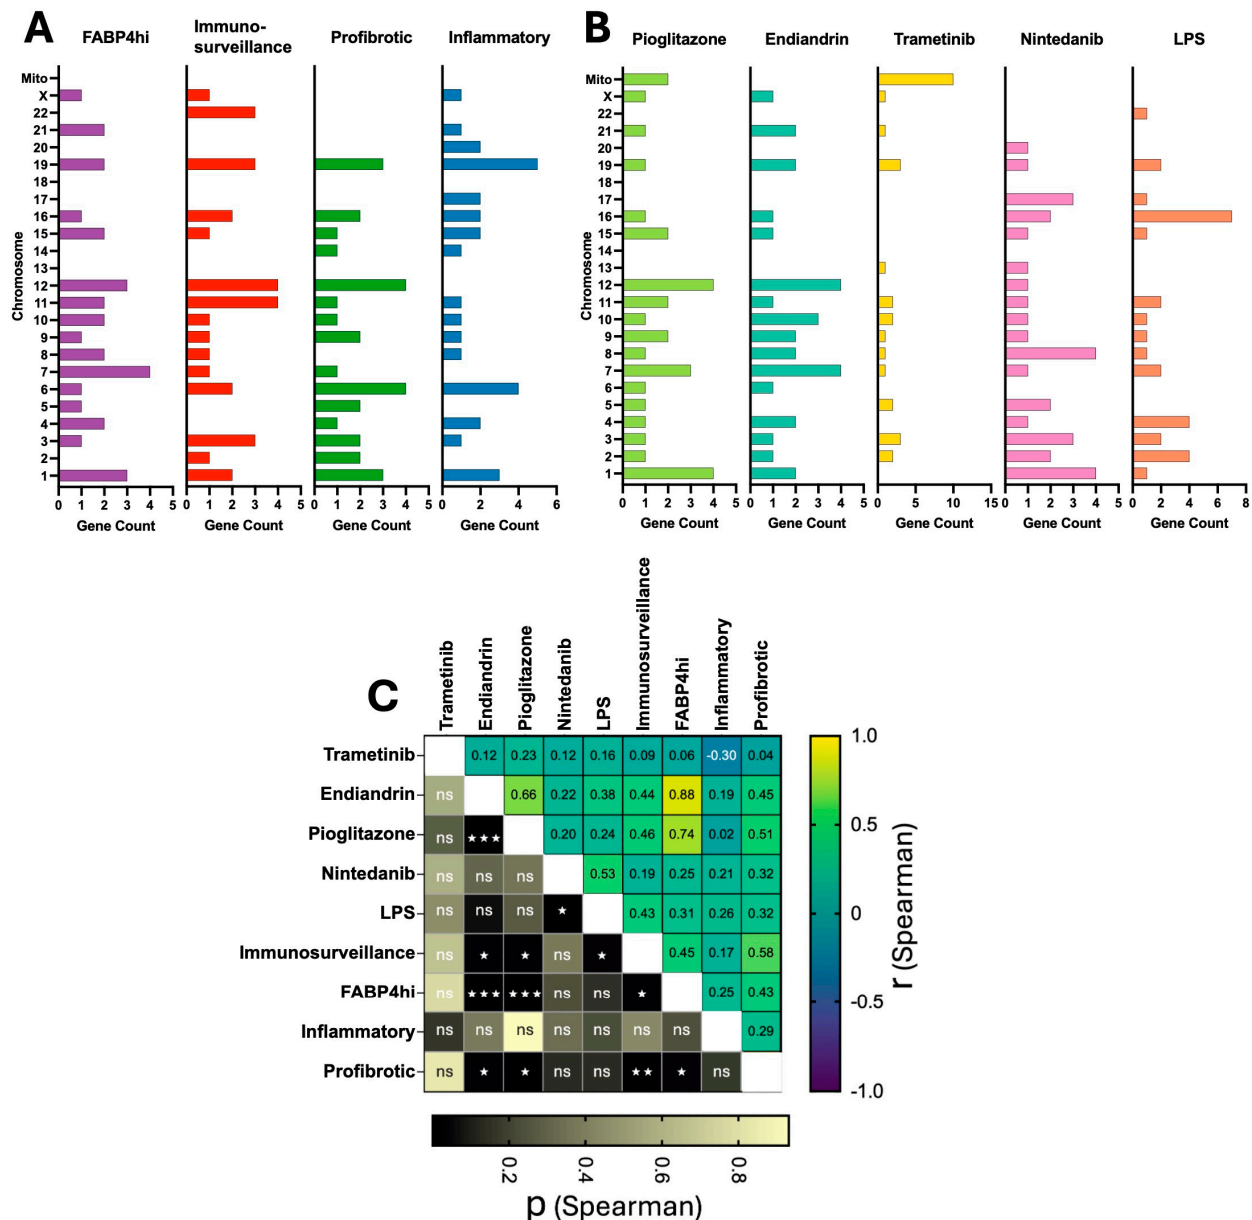 A
FABP4hi
Immuno-
surveillance
Profibrotic
Inflammatory
Chromosome
Mito
X
22
21
20
19
18
17
16
15
14
13
12
11
10
9
8
7
6
5
4
3
2
1
0 1 2 3 4 5
0 1 2 3 4 5
0 1 2 3 4 5
0 2 4 6
Gene Count
Gene Count
Gene Count
Gene Count
B
Pioglitazone
Endiandrin
Trametinib
Nintedanib
LPS
Chromosome
Mito
X
22
21
20
19
18
17
16
15
14
13
12
11
10
9
8
7
6
5
4
3
2
1
0 1 2 3 4 5
0 1 2 3 4 5
0 5 10 15
0 1 2 3 4 5
0 2 4 6 8
Gene Count
Gene Count
Gene Count
Gene Count
Gene Count
C
Trametinib
Endiandrin
Pioglitazone
Nintedanib
LPS
Immunosurveillance
FABP4hi
Inflammatory
Profibrotic
Trametinib 0.12 0.23 0.12 0.16 0.09 0.06 -0.30 0.04
Endiandrin ns 0.66 0.22 0.38 0.44 0.88 0.19 0.45
Pioglitazone ns ★★★ 0.20 0.24 0.46 0.74 0.02 0.51
Nintedanib ns ns ns 0.53 0.19 0.25 0.21 0.32
LPS ns ns ns ★ 0.43 0.31 0.26 0.32
Immunosurveillance ns ★ ★ ns ★ 0.45 0.17 0.58
FABP4hi ns ★★★ ★★★ ns ns ★ 0.25 0.43
Inflammatory ns ns ns ns ns ns ns 0.29
Profibrotic ns ★ ★ ns ns ★★ ★ ns
1.0
0.5
0
-0.5
-1.0
r (Spearman)
0.2 0.4 0.6 0.8
p (Spearman)